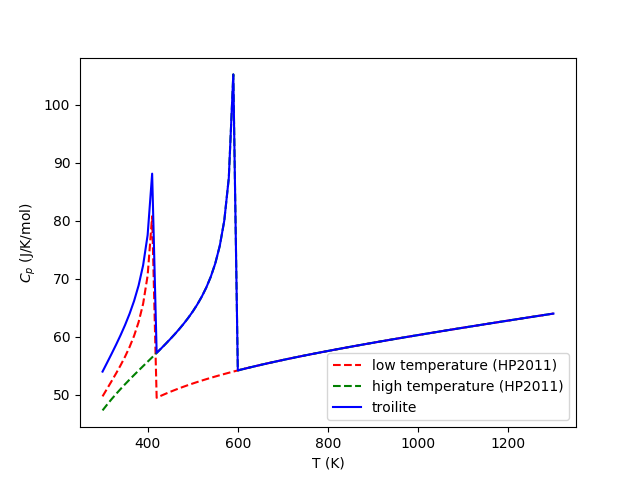 100
90
80
70
60
50
C_p (J/K/mol)
400 600 800 1000 1200
T (K)
low temperature (HP2011)
high temperature (HP2011)
troilite